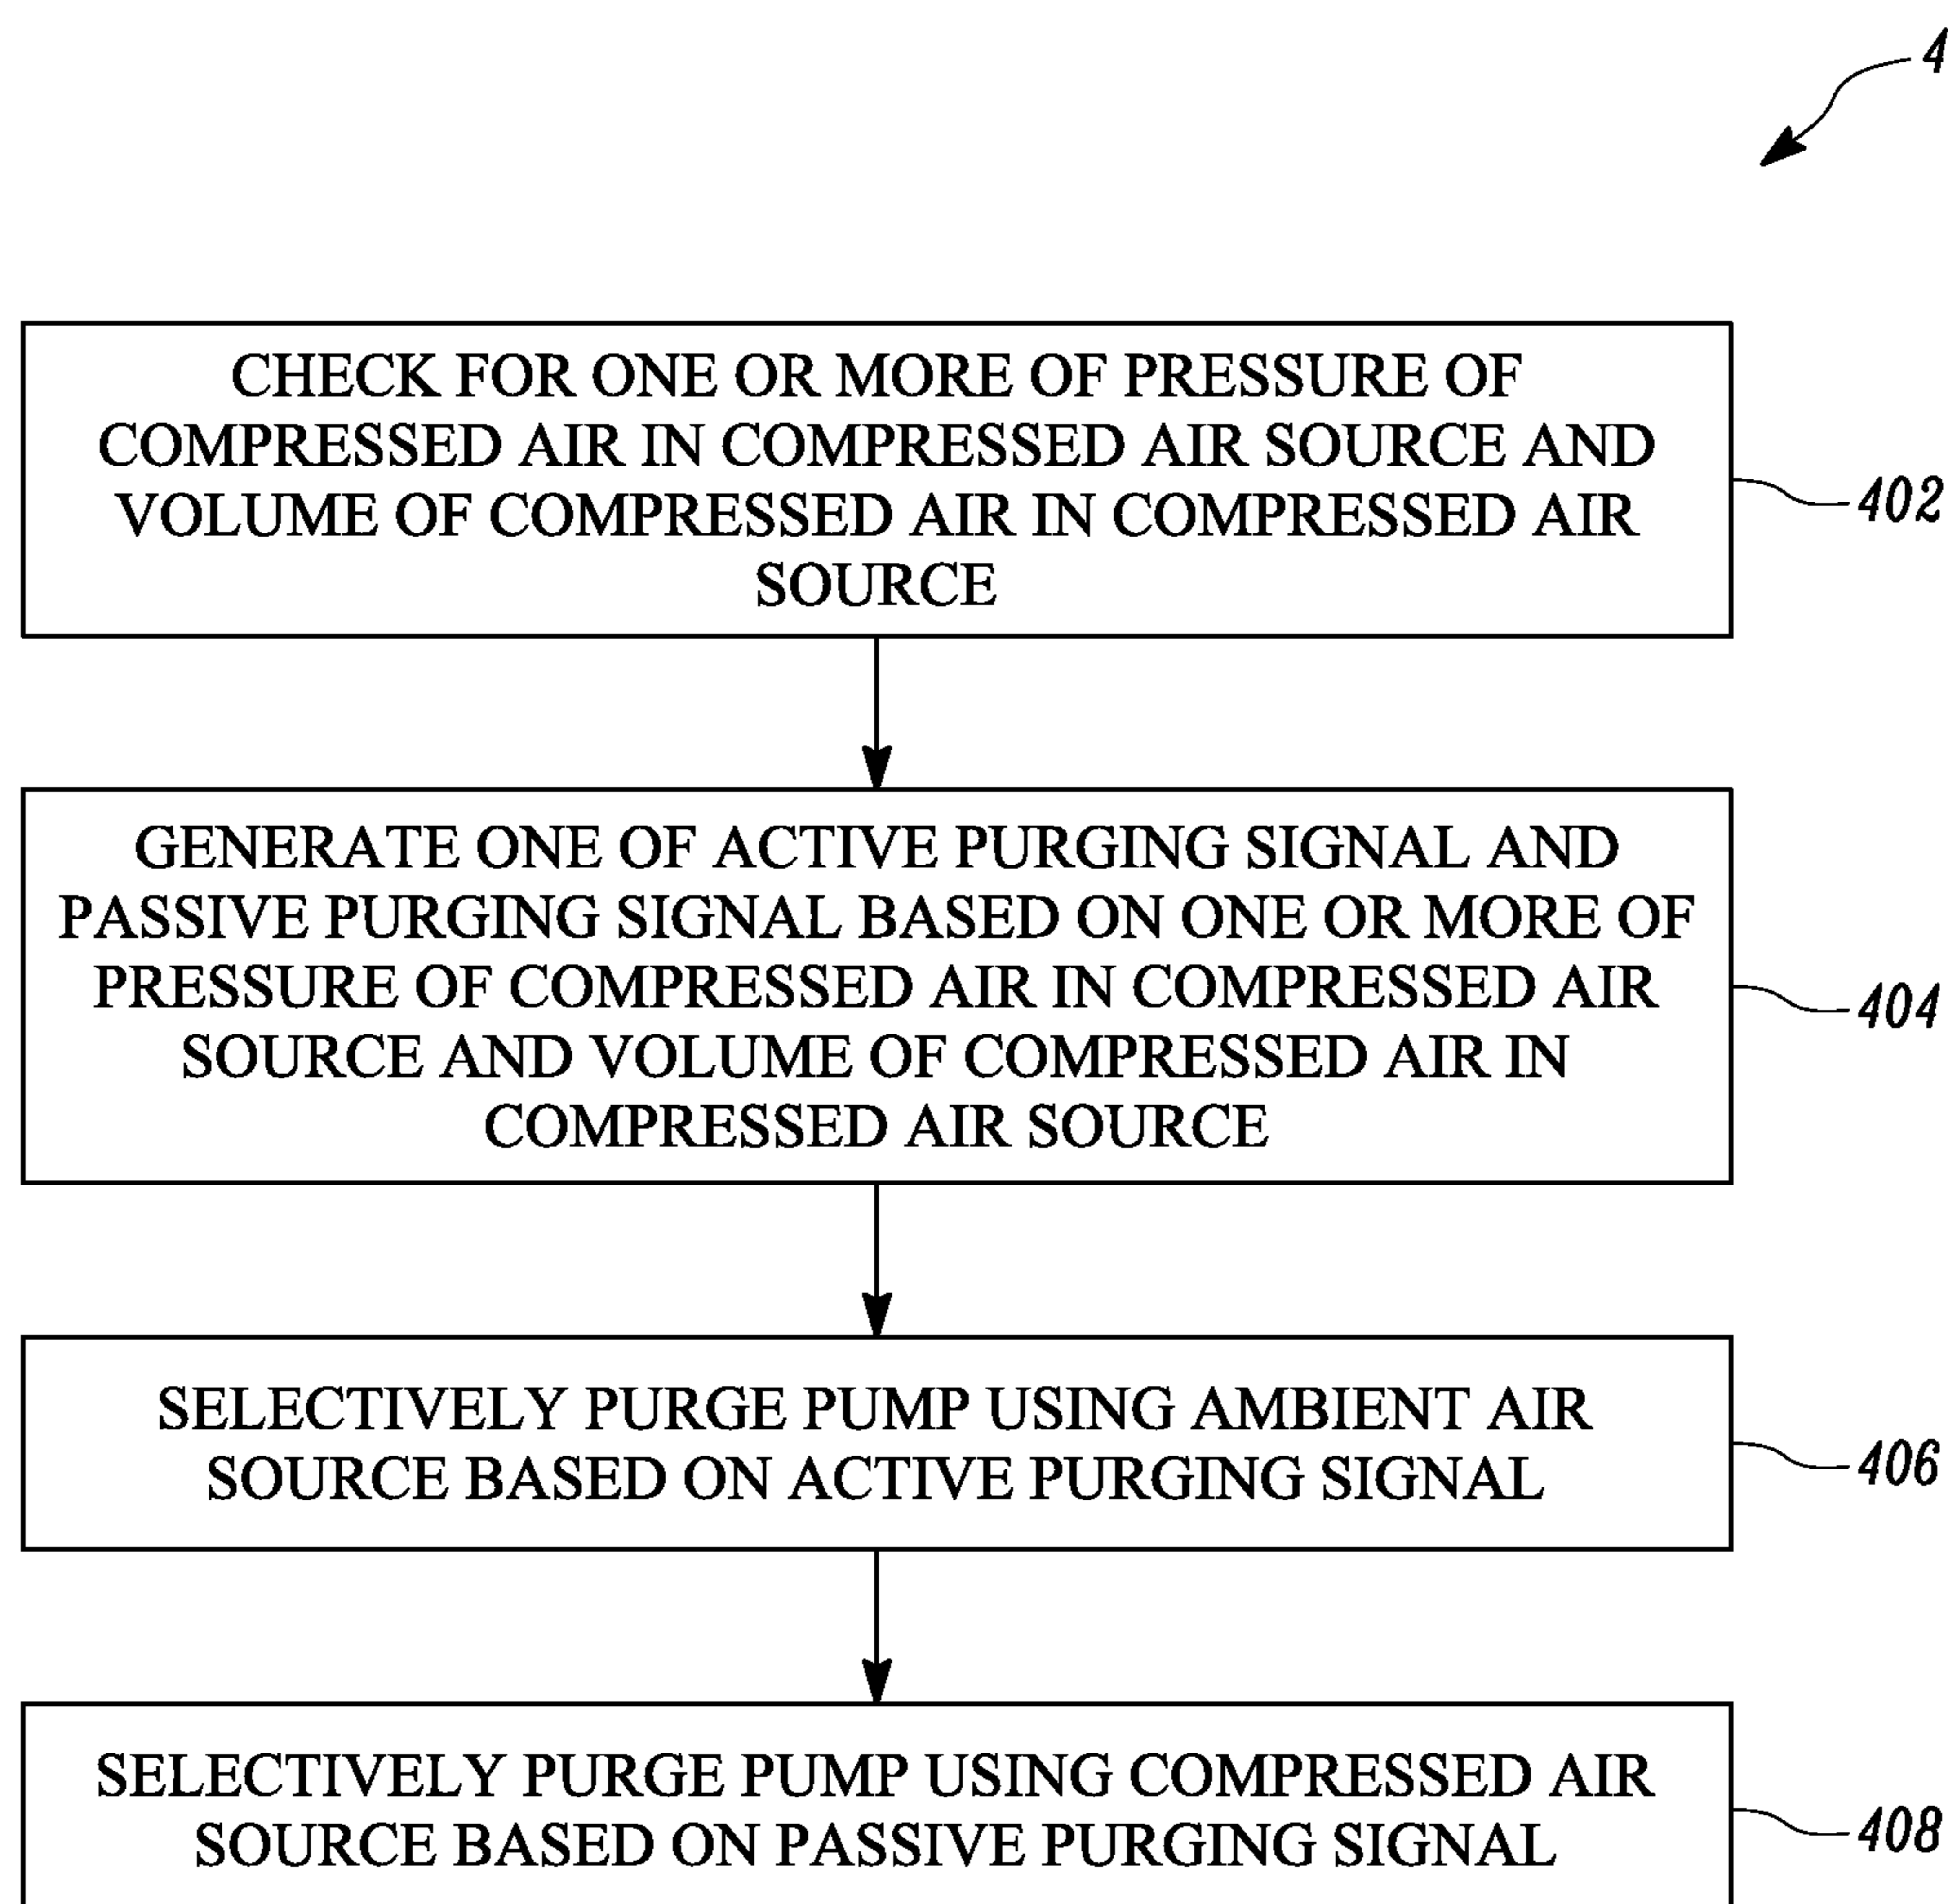 4
CHECK FOR ONE OR MORE OF PRESSURE OF
COMPRESSED AIR IN COMPRESSED AIR SOURCE AND
VOLUME OF COMPRESSED AIR IN COMPRESSED AIR
SOURCE
402
GENERATE ONE OF ACTIVE PURGING SIGNAL AND
PASSIVE PURGING SIGNAL BASED ON ONE OR MORE OF
PRESSURE OF COMPRESSED AIR IN COMPRESSED AIR
SOURCE AND VOLUME OF COMPRESSED AIR IN
COMPRESSED AIR SOURCE
404
SELECTIVELY PURGE PUMP USING AMBIENT AIR
SOURCE BASED ON ACTIVE PURGING SIGNAL
406
SELECTIVELY PURGE PUMP USING COMPRESSED AIR
SOURCE BASED ON PASSIVE PURGING SIGNAL
408